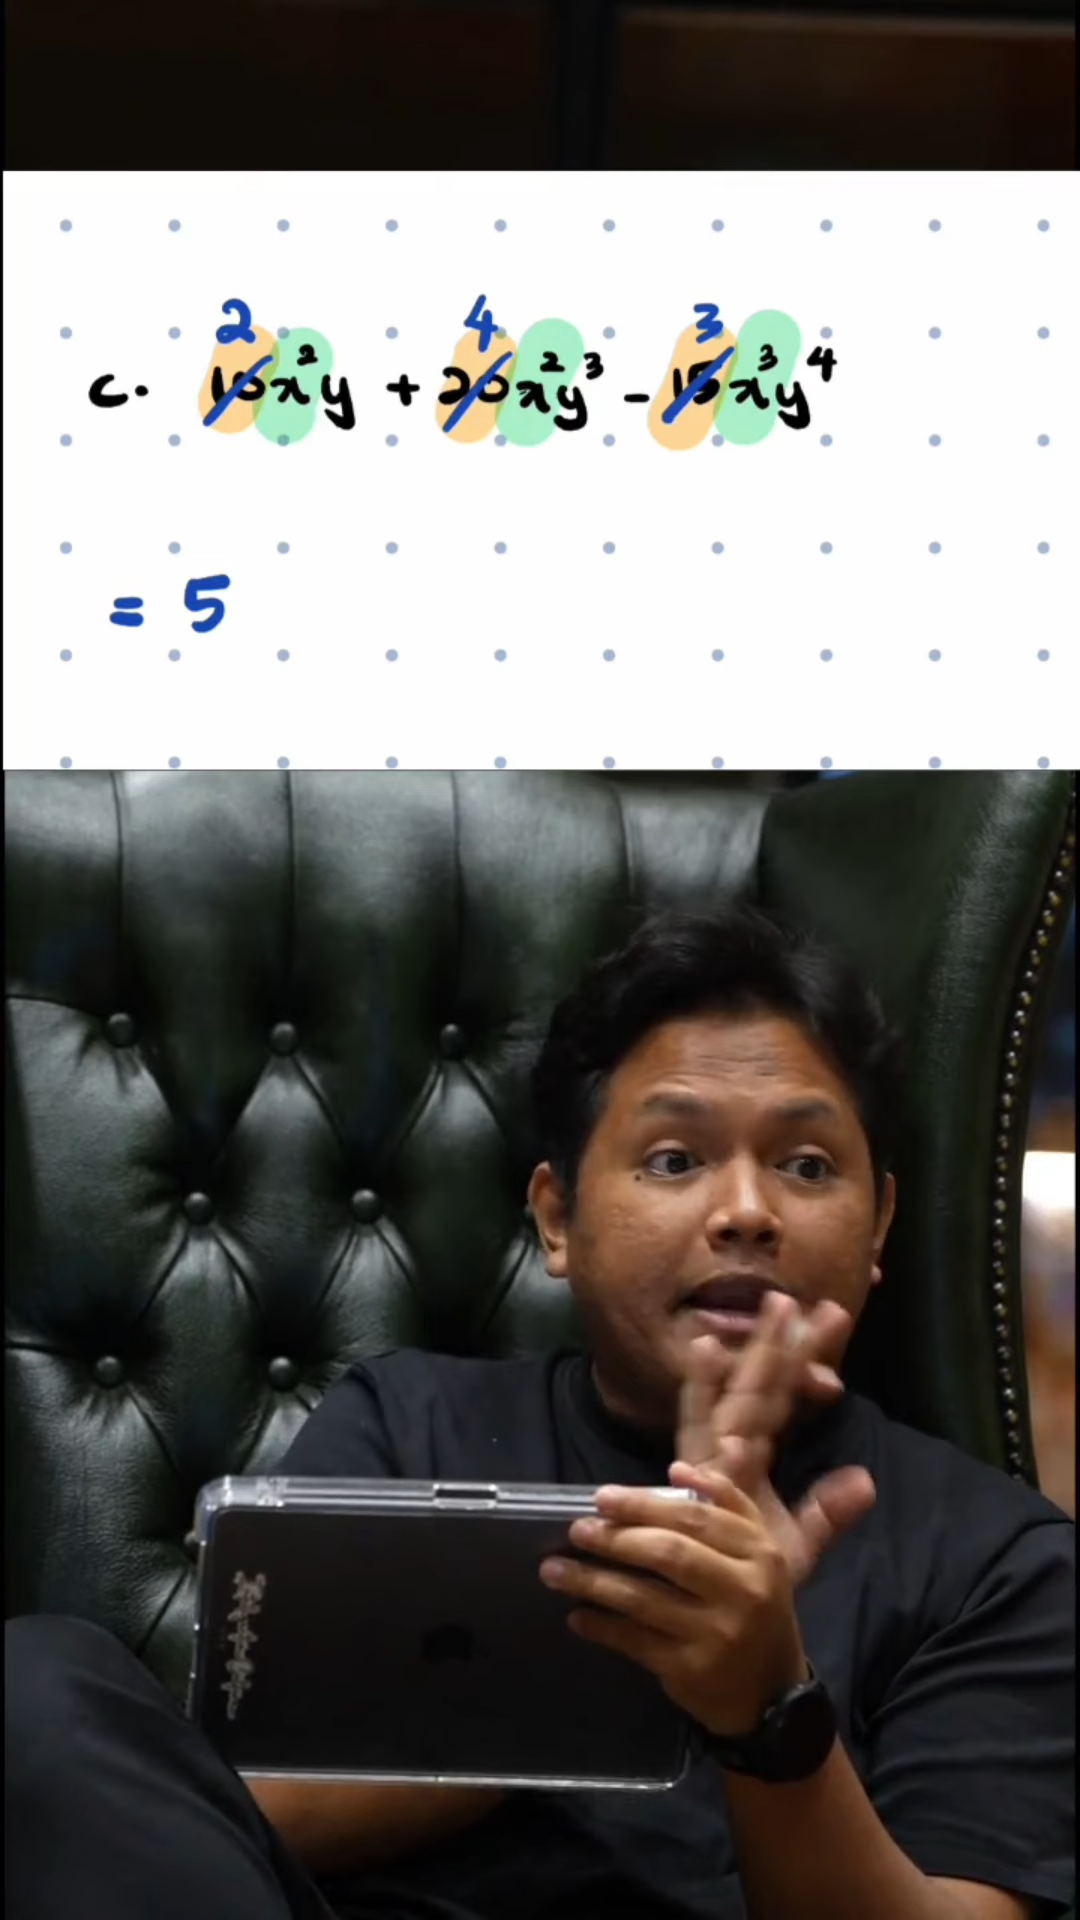 2 4 3
c. 10x²y + 20x²y³ - 15x³y⁴
= 5